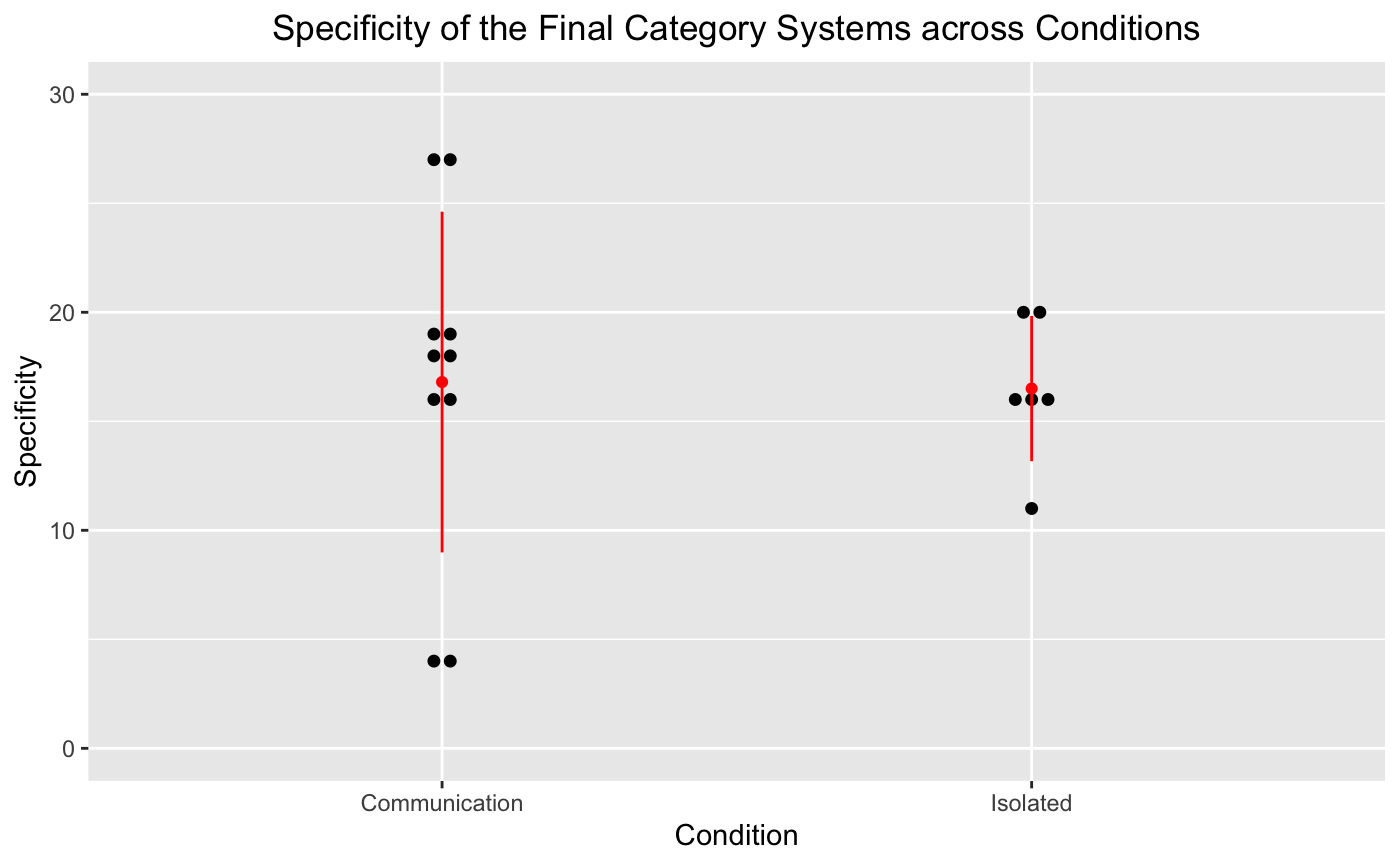 Specificity of the Final Category Systems across Conditions
30
20
10
0
Specificity
Communication
Isolated
Condition